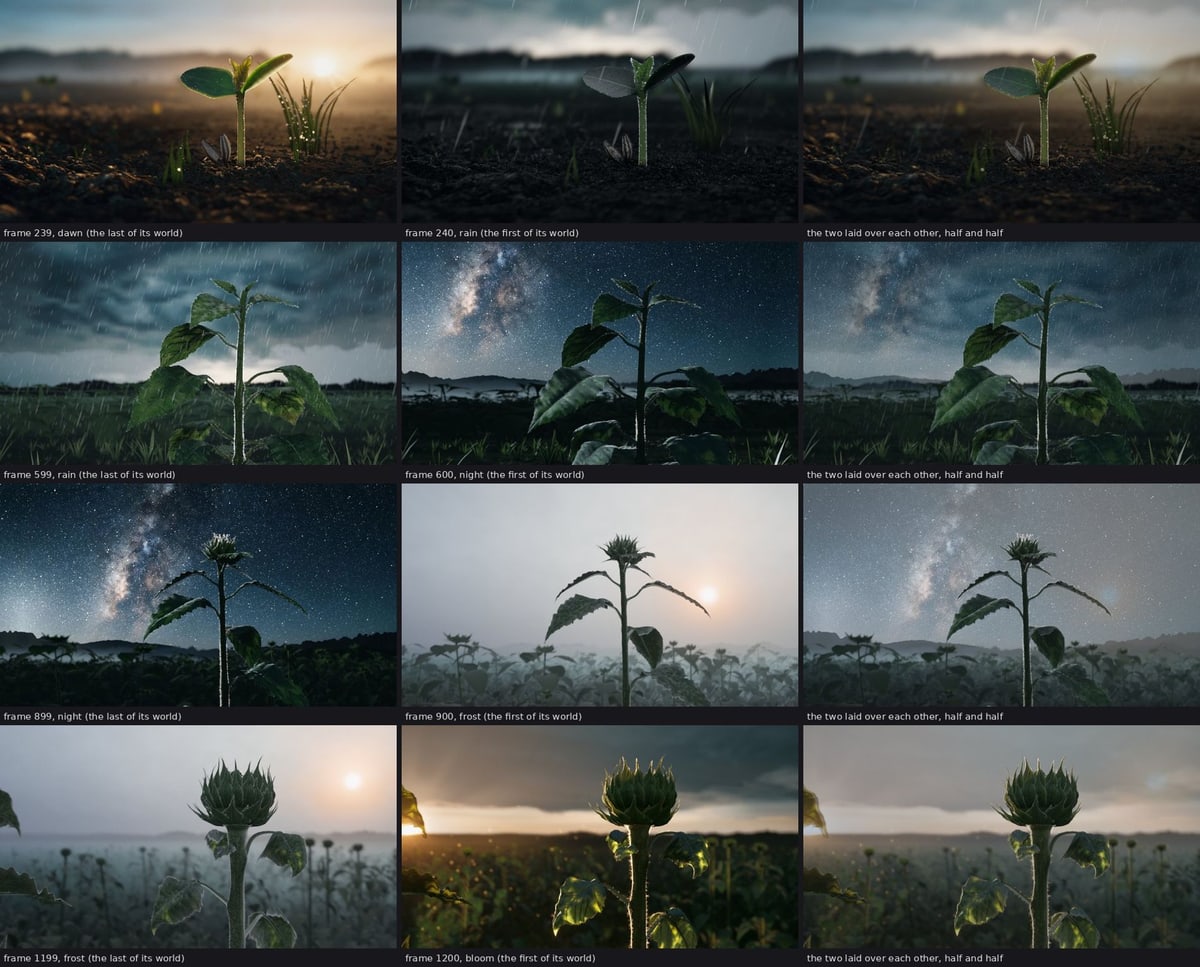 frame 239, dawn (the last of its world)
frame 240, rain (the first of its world)
the two laid over each other, half and half
frame 599, rain (the last of its world)
frame 600, night (the first of its world)
the two laid over each other, half and half
frame 899, night (the last of its world)
frame 900, frost (the first of its world)
the two laid over each other, half and half
frame 1199, frost (the last of its world)
frame 1200, bloom (the first of its world)
the two laid over each other, half and half